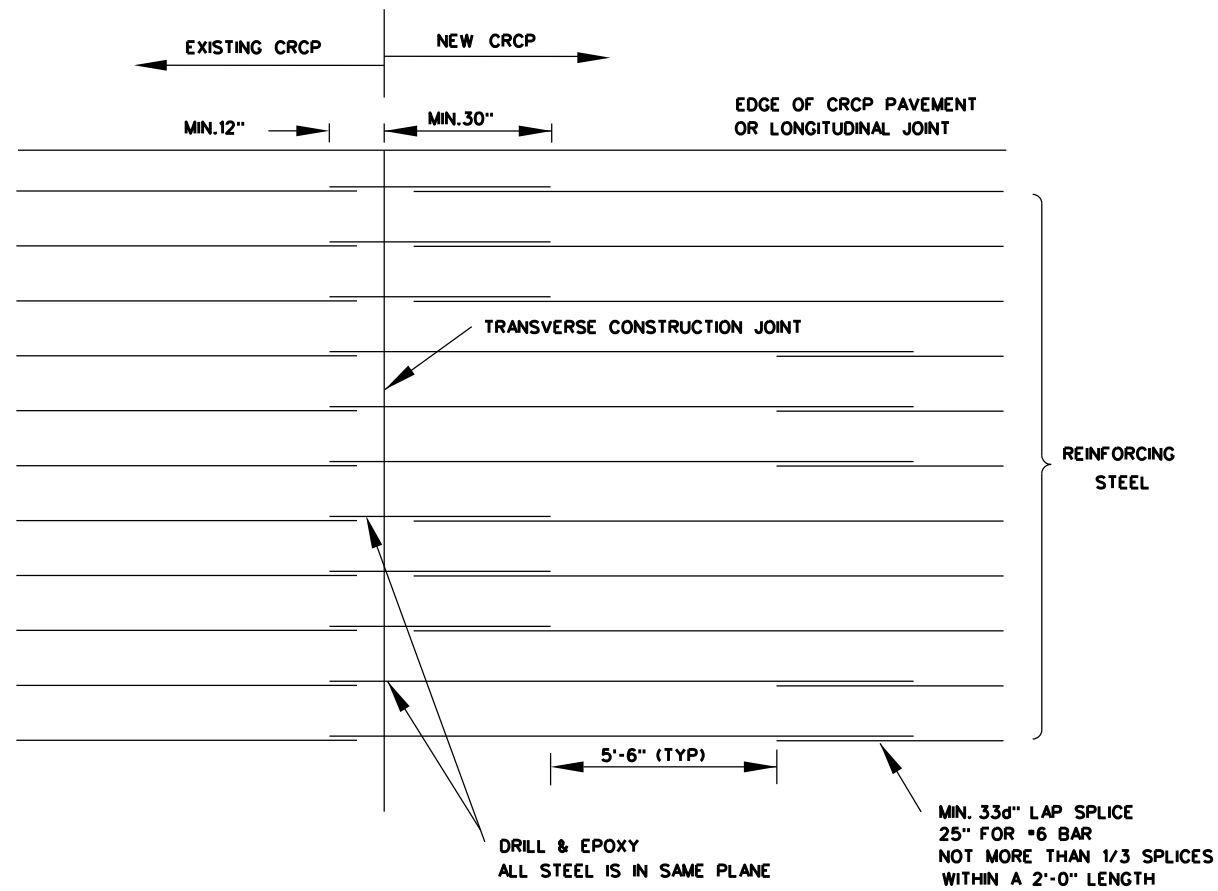 EXISTING CRCP
NEW CRCP
MIN.12"
MIN.30"
EDGE OF CRCP PAVEMENT
OR LONGITUDINAL JOINT
TRANSVERSE CONSTRUCTION JOINT
REINFORCING
STEEL
5'-6" (TYP)
DRILL & EPOXY
ALL STEEL IS IN SAME PLANE
MIN. 33d" LAP SPLICE
25" FOR #6 BAR
NOT MORE THAN 1/3 SPLICES
WITHIN A 2'-0" LENGTH